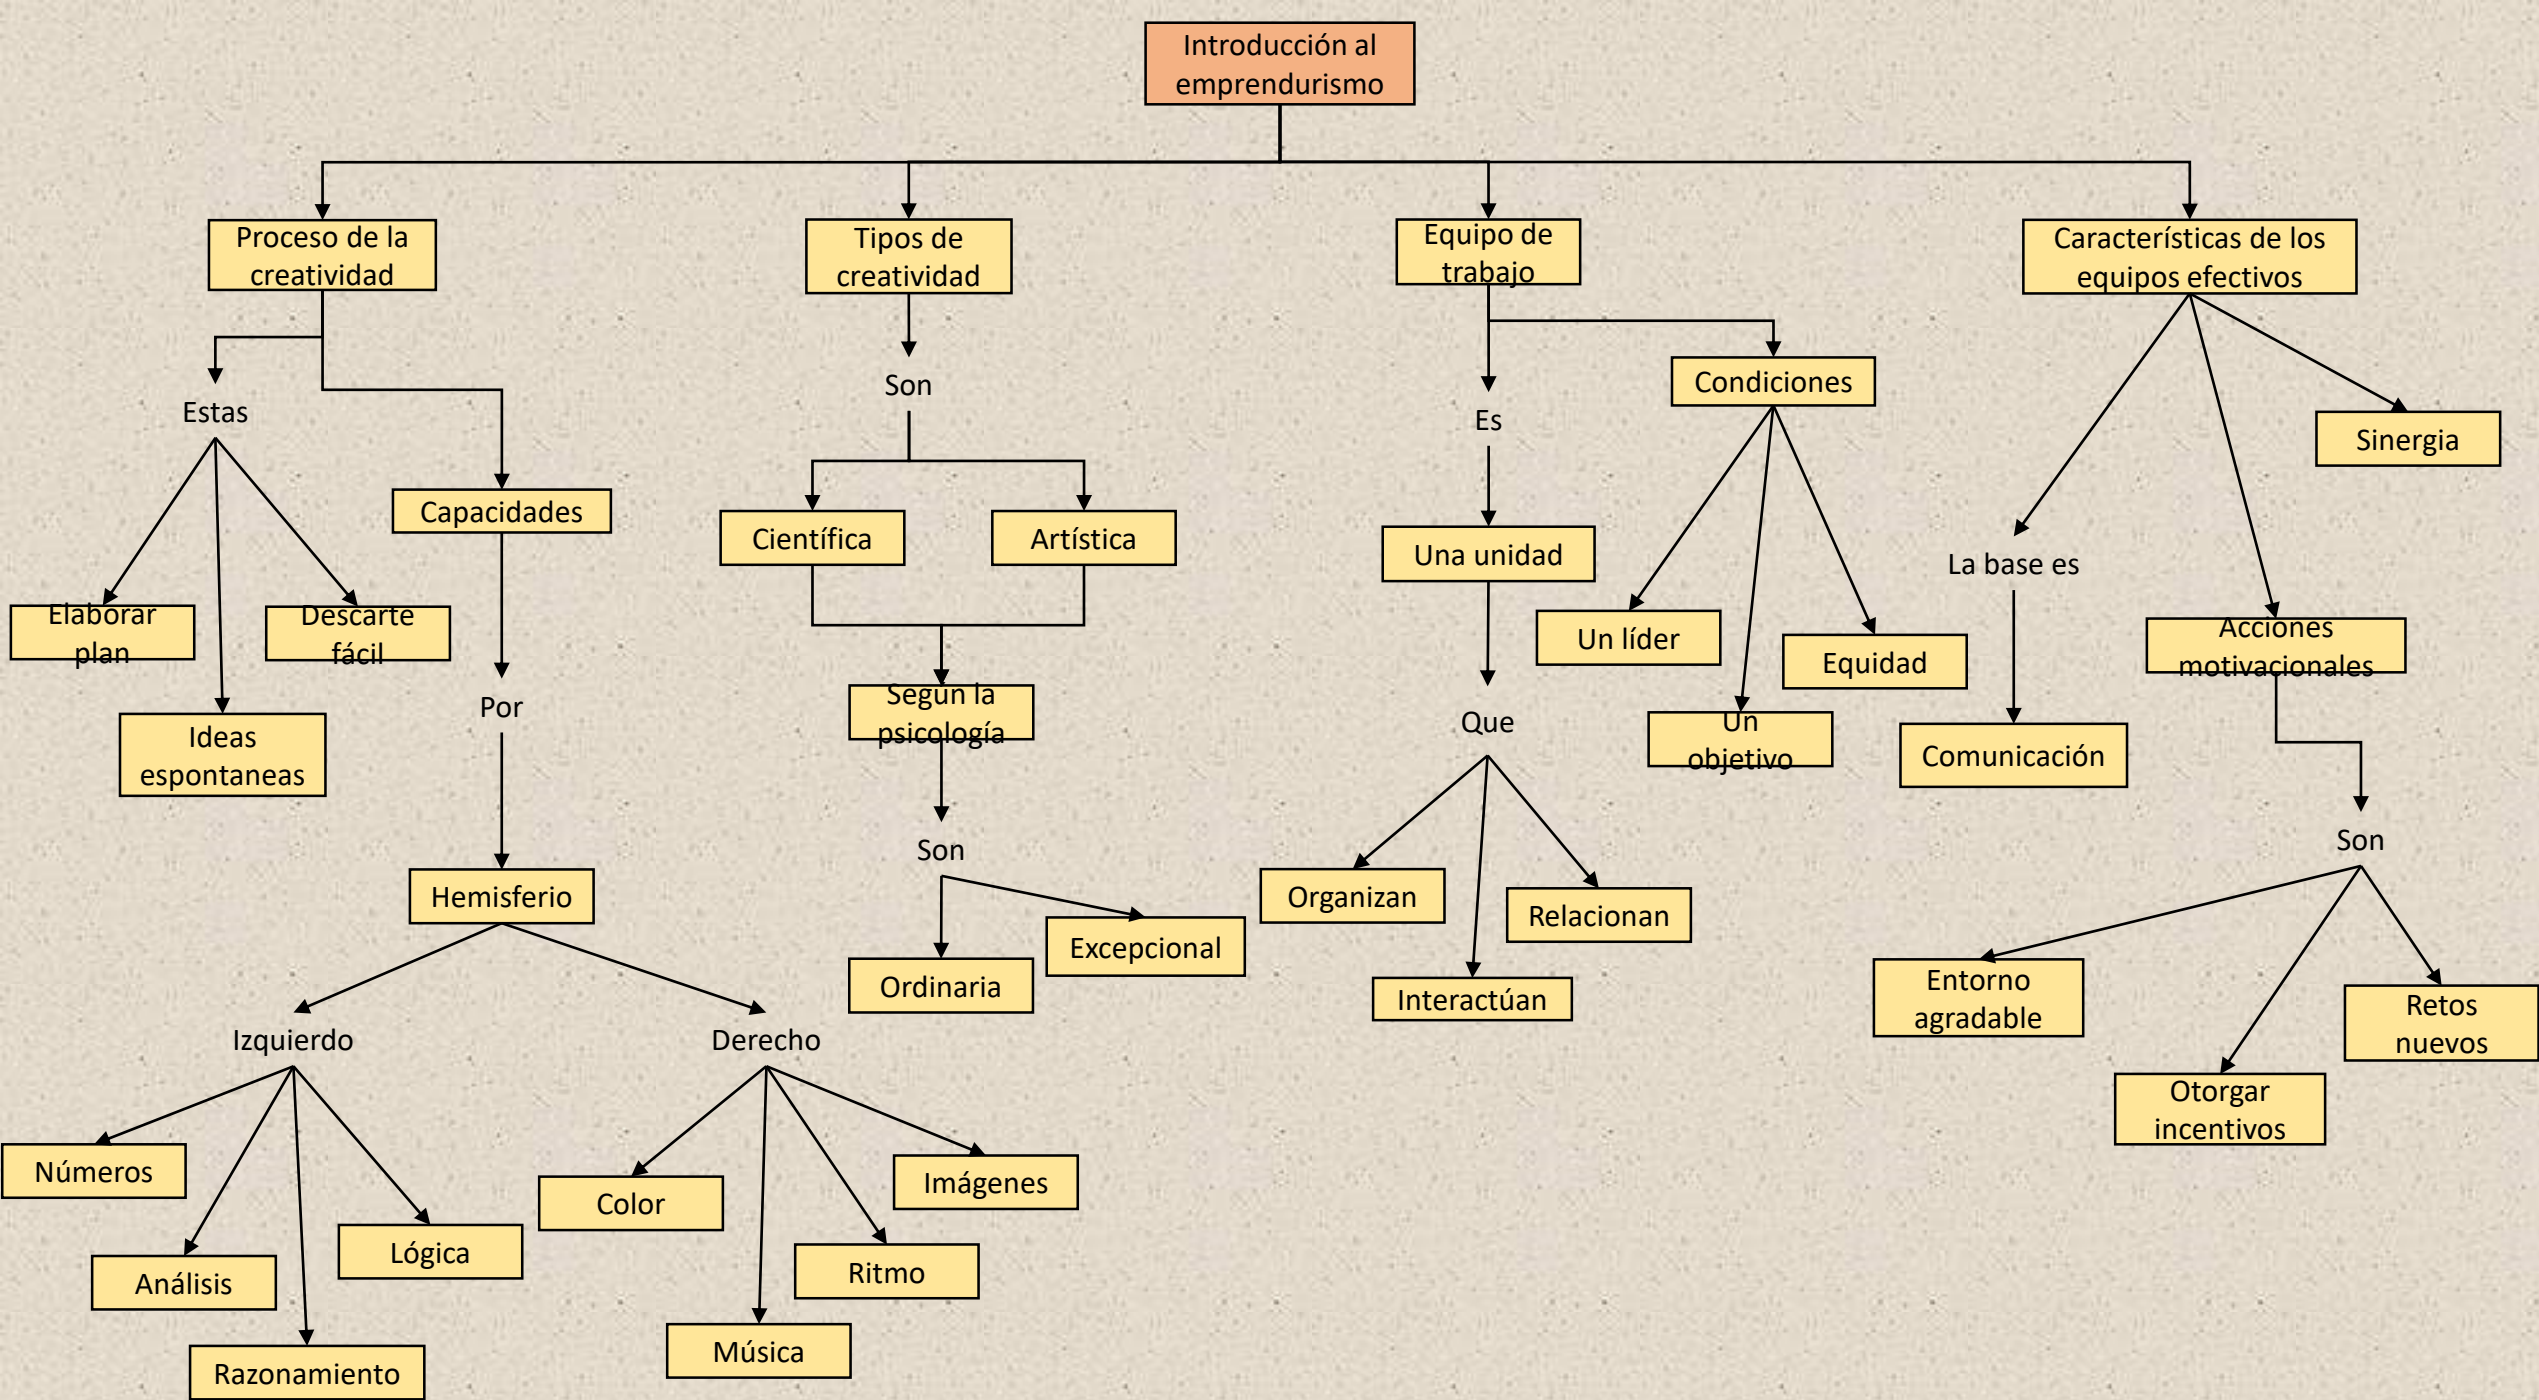 Introducción al
emprendurismo
Proceso de la
creatividad
Tipos de
creatividad
Equipo de
trabajo
Características de los
equipos efectivos
Estas
Capacidades
Elaborar
plan
Descarte
fácil
Ideas
espontaneas
Por
Hemisferio
Izquierdo
Derecho
Números
Análisis
Razonamiento
Lógica
Color
Música
Ritmo
Imágenes
Son
Científica
Artística
Según la
psicología
Son
Ordinaria
Excepcional
Es
Condiciones
Una unidad
Un líder
Equidad
Un
objetivo
Que
Organizan
Relacionan
Interactúan
Sinergia
La base es
Comunicación
Acciones
motivacionales
Son
Entorno
agradable
Retos
nuevos
Otorgar
incentivos